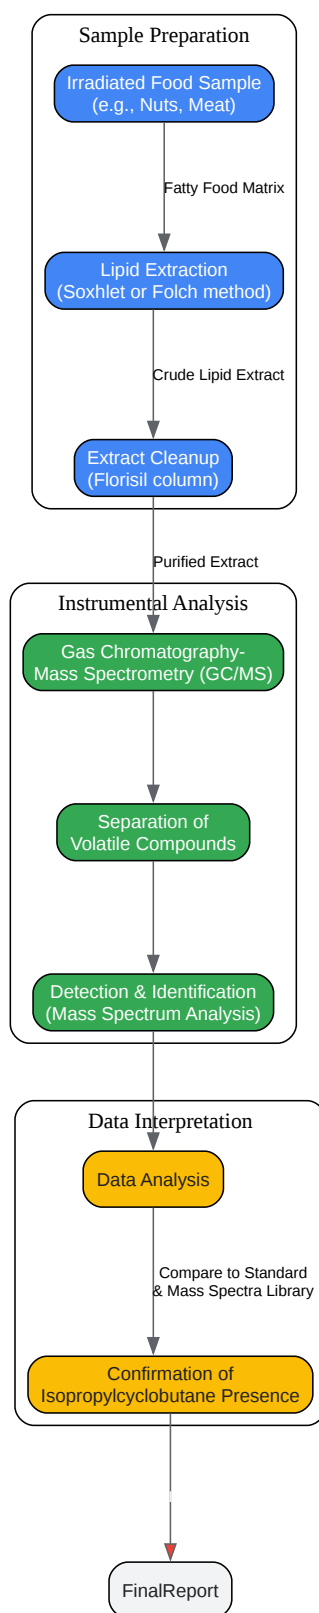 Sample Preparation
Irradiated Food Sample
(e.g., Nuts, Meat)
Fatty Food Matrix
Lipid Extraction
(Soxhlet or Folch method)
Crude Lipid Extract
Extract Cleanup
(Florisil column)
Purified Extract
Instrumental Analysis
Gas Chromatography-
Mass Spectrometry (GC/MS)
Separation of
Volatile Compounds
Detection & Identification
(Mass Spectrum Analysis)
Data Interpretation
Data Analysis
Compare to Standard
& Mass Spectra Library
Confirmation of
Isopropylcyclobutane Presence
FinalReport